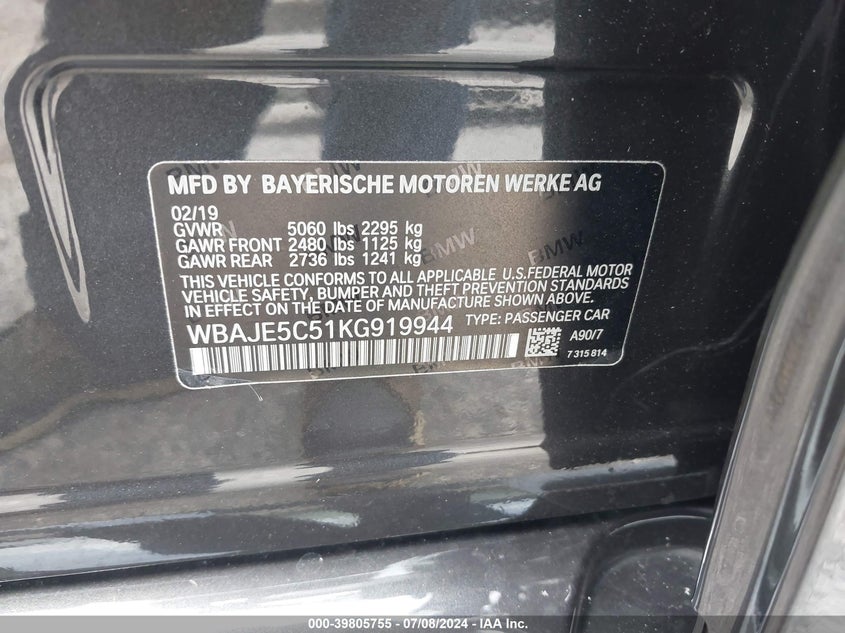 MFD BY BAYERISCHE MOTOREN WERKE AG
02/19
GVWR 5060 lbs 2295 kg
GAWR FRONT 2480 lbs 1125 kg
GAWR REAR 2736 lbs 1241 kg
THIS VEHICLE CONFORMS TO ALL APPLICABLE U.S.FEDERAL MOTOR
VEHICLE SAFETY, BUMPER AND THEFT PREVENTION STANDARDS
IN EFFECT ON THE DATE OF MANUFACTURE SHOWN ABOVE.
WBAJE5C51KG919944 TYPE: PASSENGER CAR
A90/7
7315814
000-39805755 - 07/08/2024 - IAA Inc.